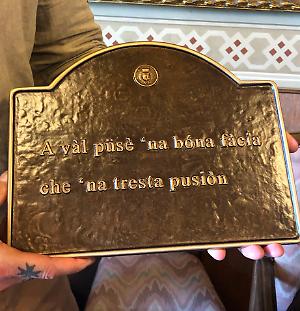 A vàl püsè 'na bóna fàcia
che 'na tresta pusiòn